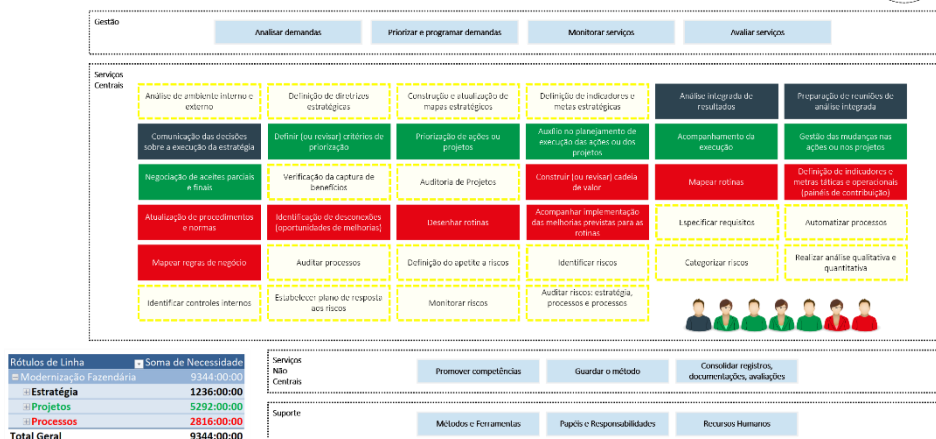 Gestão
Analisar demandas
Priorizar e programar demandas
Monitorar serviços
Avaliar serviços
Serviços
Centrais
Análise de ambiente interno e
externo
Definição de diretrizes
estratégicas
Construção e atualização de
mapas estratégicos
Definição de indicadores e
metas estratégicas
Análise integrada de
resultados
Preparação de reuniões de
análise integrada
Comunicação das decisões
sobre a execução da estratégia
Definir (ou revisar) critérios de
priorização
Priorização de ações ou
projetos
Auxílio no planejamento de
execução das ações ou dos
projetos
Acompanhamento da
execução
Gestão das mudanças nas
ações ou nos projetos
Negociação de aceites parciais
e finais
Verificação da captura de
benefícios
Auditoria de Projetos
Construir (ou revisar) cadeia
de valor
Mapear rotinas
Definição de indicadores e
metras táticas e operacionais
(painéis de contribuição)
Atualização de procedimentos
e normas
Identificação de desconexões
(oportunidades de melhorias)
Desenhar rotinas
Acompanhar implementação
das melhorias previstas para as
rotinas
Especificar requisitos
Automatizar processos
Mapear regras de negócio
Auditar processos
Definição do apetite a riscos
Identificar riscos
Categorizar riscos
Realizar análise qualitativa e
quantitativa
Identificar controles internos
Estabelecer plano de resposta
aos riscos
Monitorar riscos
Auditar riscos: estratégia,
processos e processos
Rótulos de Linha Soma de Necessidade
Modernização Fazendária 9344:00:00
Estratégia 1236:00:00
Projetos 5292:00:00
Processos 2816:00:00
Total Geral 9344:00:00
Serviços
Não
Centrais
Promover competências
Guardar o método
Consolidar registros,
documentações, avaliações
Suporte
Métodos e Ferramentas
Papéis e Responsabilidades
Recursos Humanos